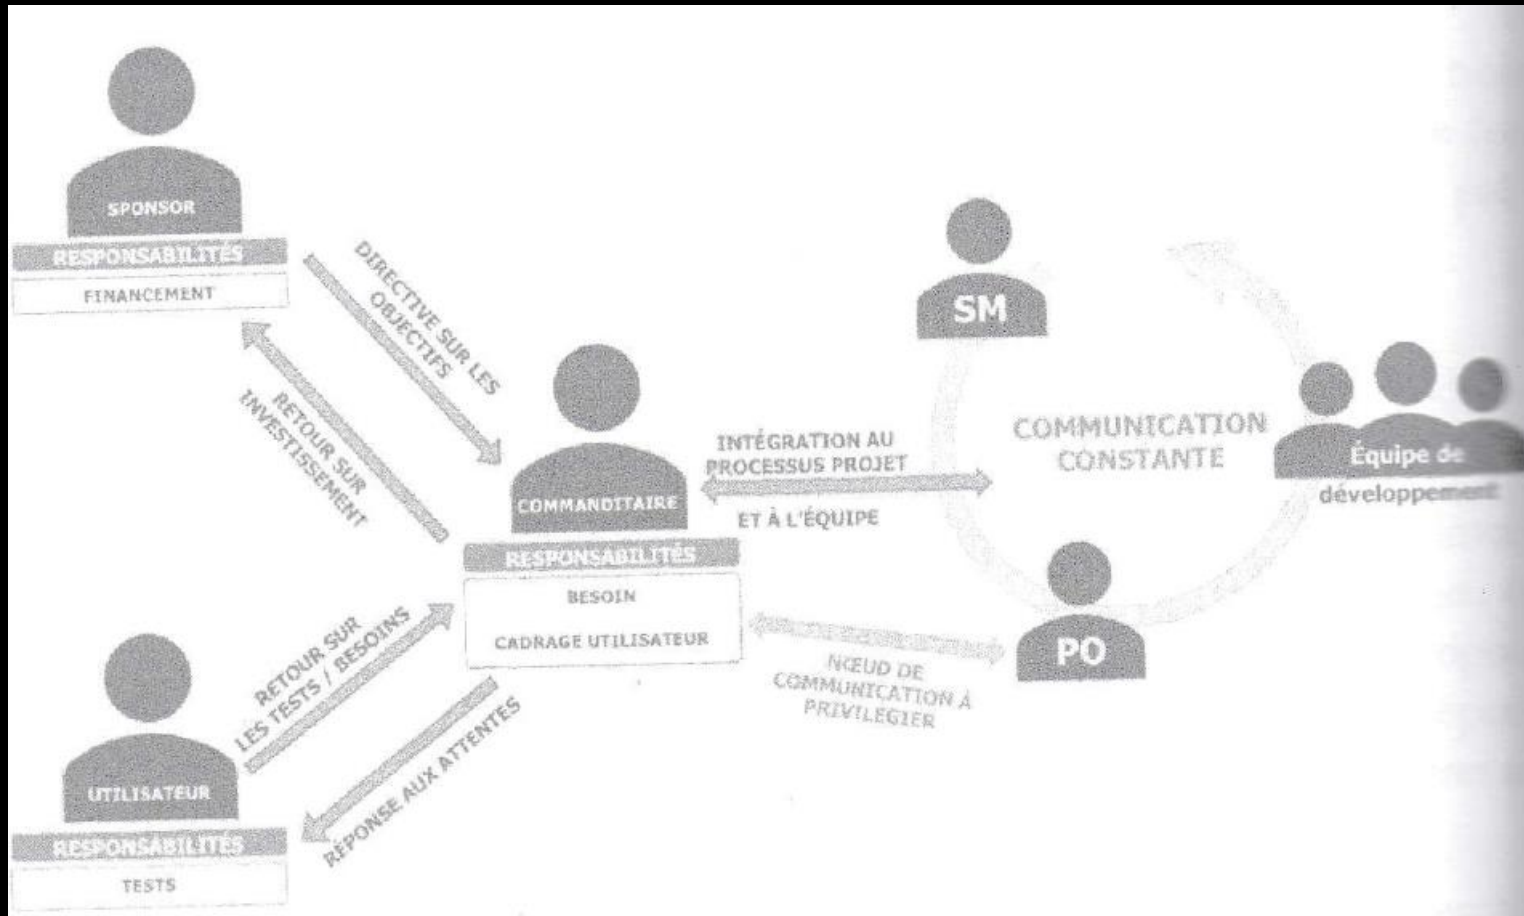 SPONSOR
RESPONSABILITÉS
FINANCEMENT
DIRECTIVE SUR LES
OBJECTIFS
RETOUR SUR
INVESTISSEMENT
COMMANDITAIRE
RESPONSABILITÉS
BESOIN
CADRAGE UTILISATEUR
INTÉGRATION AU
PROCESSUS PROJET
ET À L'ÉQUIPE
SM
COMMUNICATION
CONSTANTE
Équipe de
développement
PO
NŒUD DE
COMMUNICATION À
PRIVILÉGIER
RETOUR SUR
LES TESTS / BESOINS
RÉPONSE AUX ATTENTES
UTILISATEUR
RESPONSABILITÉS
TESTS